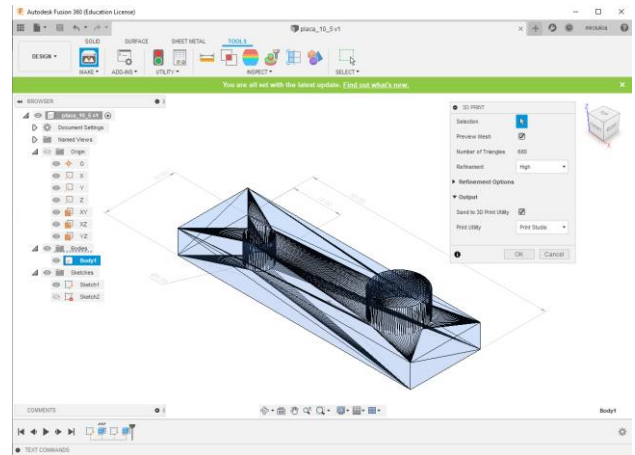 Autodesk Fusion 360 (Education License)
placa_10_5 v1
SOLID SURFACE SHEET METAL TOOLS
DESIGN
MAKE ADD-INS UTILITY INSPECT SELECT
You are all set with the latest update. Find out what's new.
BROWSER
placa_10_5 v1
Document Settings
Named Views
Origin
O
X
Y
Z
XY
XZ
YZ
Bodies
Body1
Sketches
Sketch1
Sketch2
3D PRINT
Selection
Preview Mesh
Number of Triangles 680
Refinement High
Refinement Options
Output
Send to 3D Print Utility
Print Utility Print Studio
OK Cancel
Z
X
COMMENTS
Body1
TEXT COMMANDS